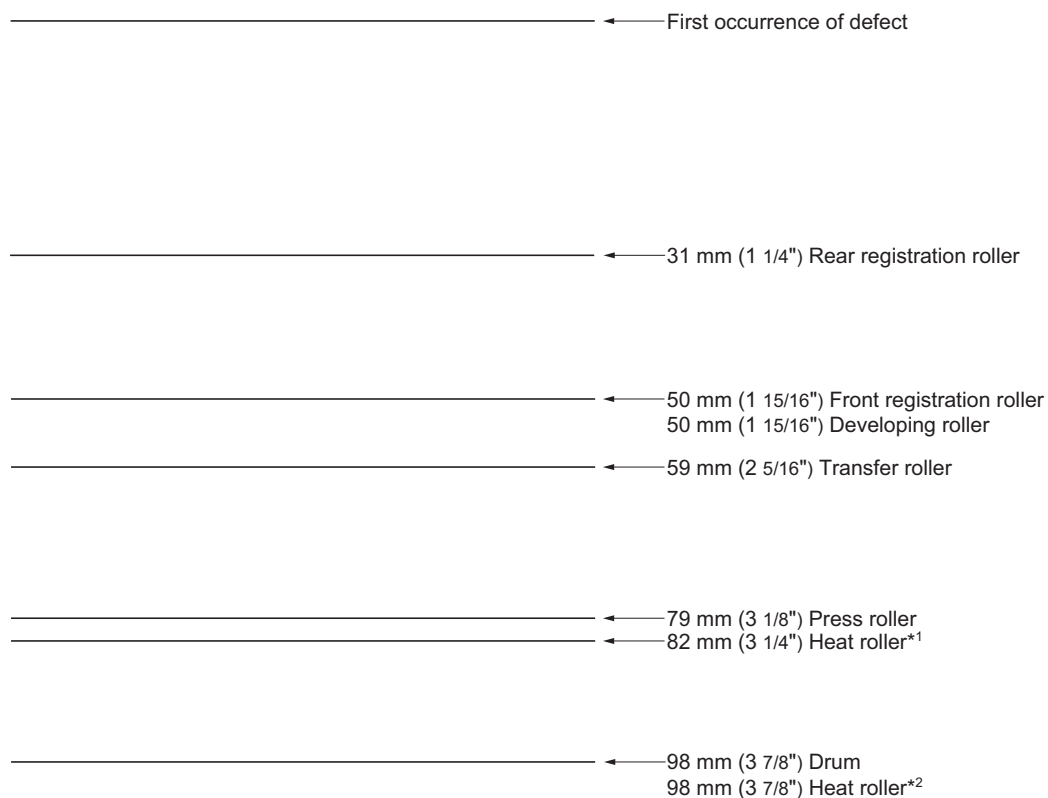 First occurrence of defect
31 mm (1 1/4") Rear registration roller
50 mm (1 15/16") Front registration roller
50 mm (1 15/16") Developing roller
59 mm (2 5/16") Transfer roller
79 mm (3 1/8") Press roller
82 mm (3 1/4") Heat roller*1
98 mm (3 7/8") Drum
98 mm (3 7/8") Heat roller*2